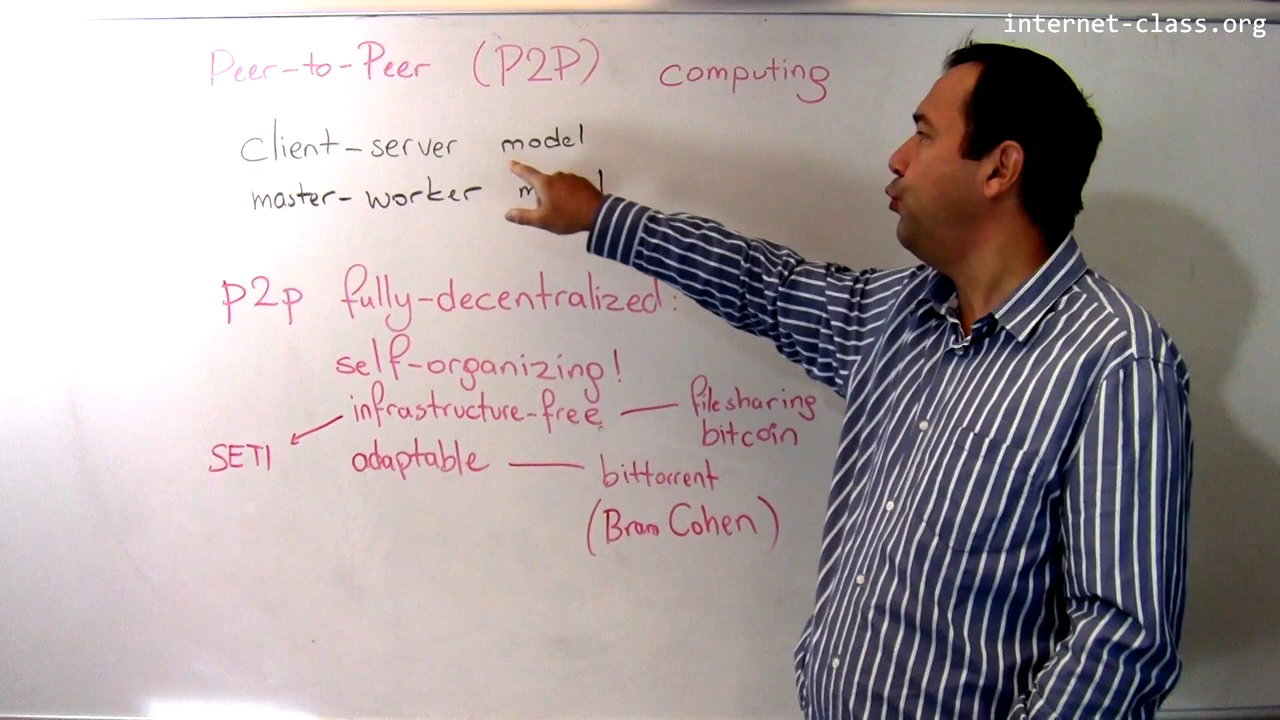 internet-class.org
Peer-to-Peer (P2P) computing
client-server model
master-worker
p2p fully-decentralized:
self-organizing!
infrastructure-free — filesharing
bitcoin
SETI adaptable — bittorrent
(Bram Cohen)